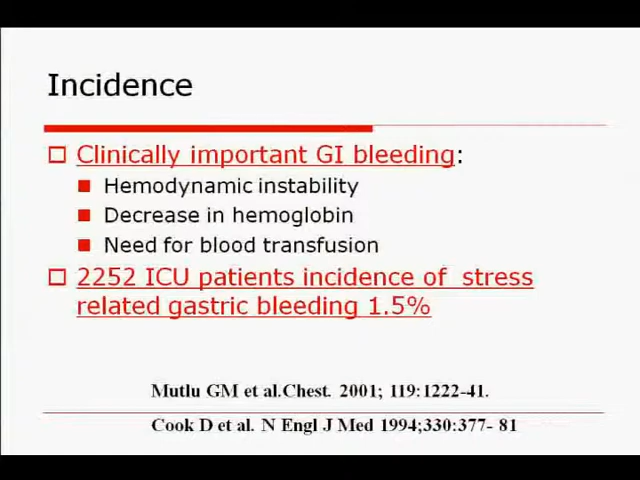 Incidence
Clinically important GI bleeding:
Hemodynamic instability
Decrease in hemoglobin
Need for blood transfusion
2252 ICU patients incidence of  stress
related gastric bleeding 1.5%
Mutlu GM et al.Chest. 2001; 119:1222-41.
Cook D et al. N Engl J Med 1994;330:377- 81